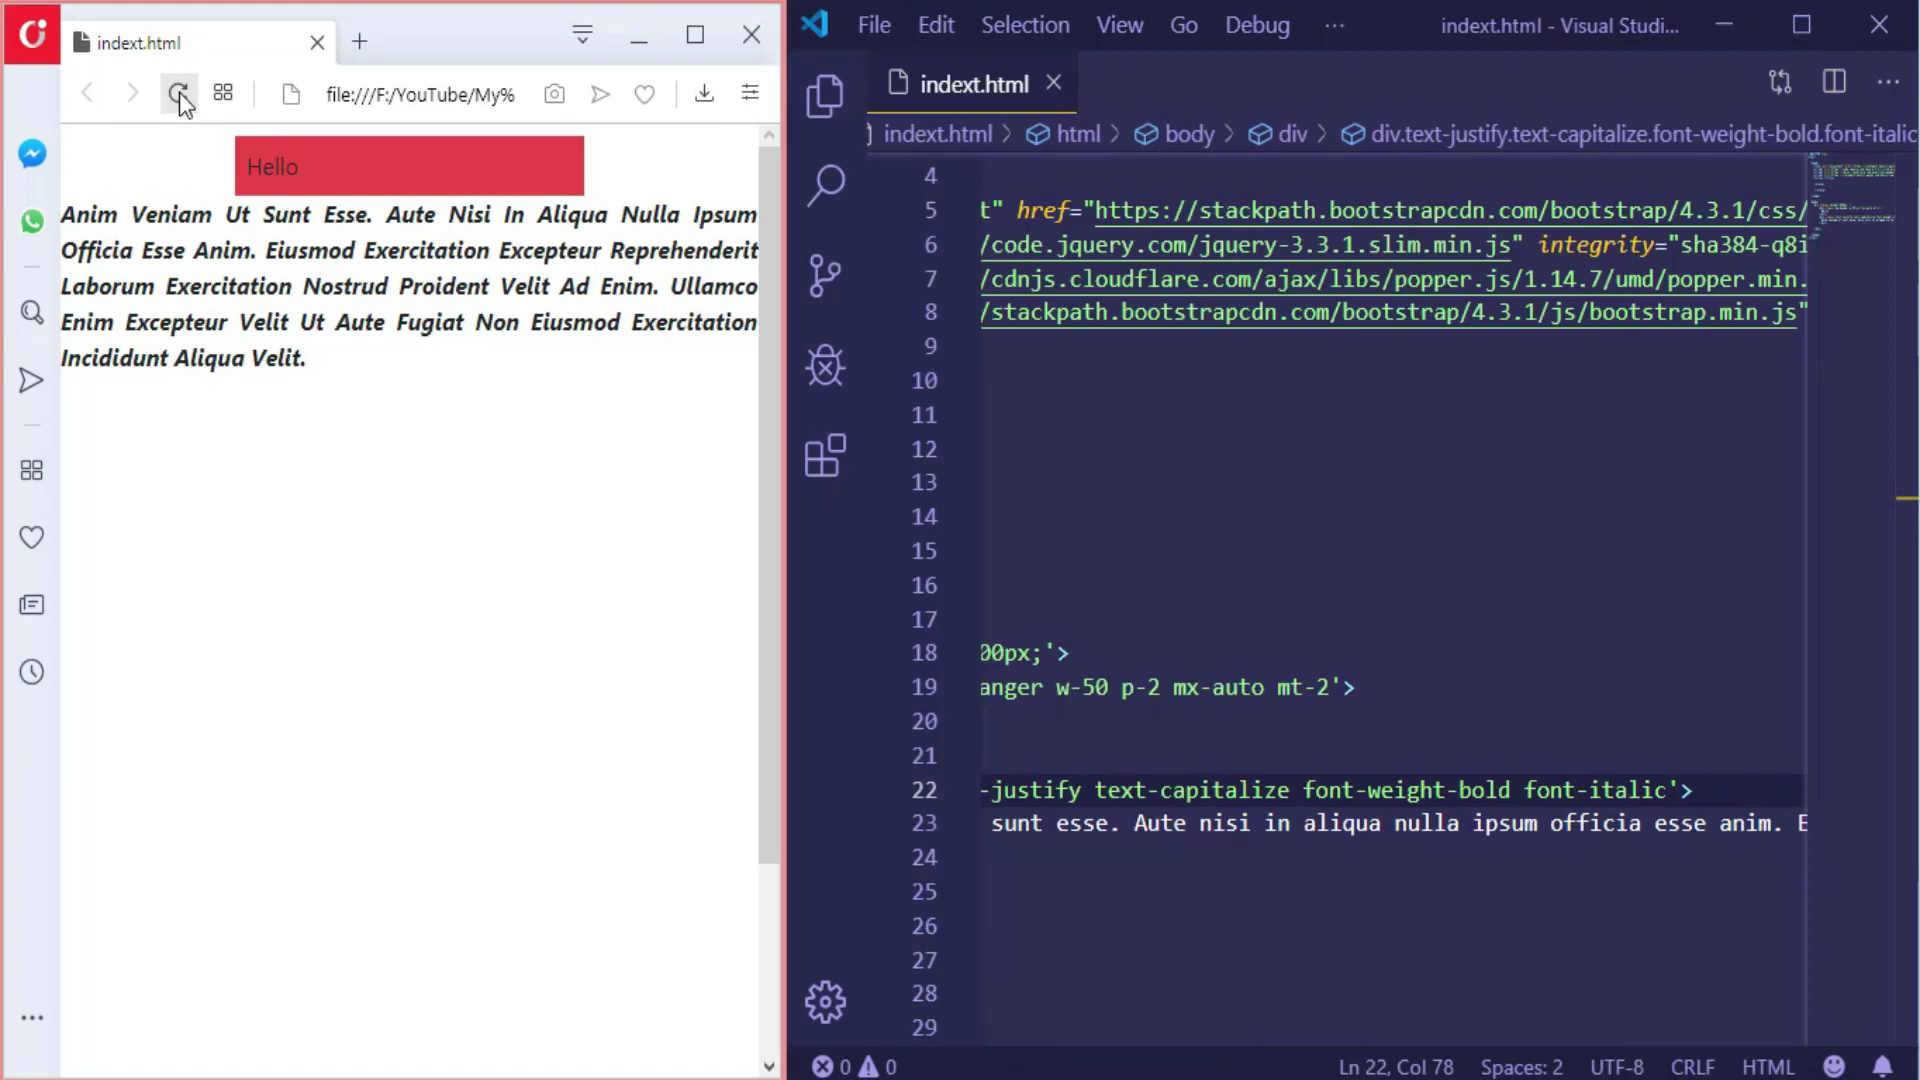 indext.html
file:///F:/YouTube/My%
Hello
Anim Veniam Ut Sunt Esse. Aute Nisi In Aliqua Nulla Ipsum
Officia Esse Anim. Eiusmod Exercitation Excepteur Reprehenderit
Laborum Exercitation Nostrud Proident Velit Ad Enim. Ullamco
Enim Excepteur Velit Ut Aute Fugiat Non Eiusmod Exercitation
Incididunt Aliqua Velit.
File Edit Selection View Go Debug ··· indext.html - Visual Studi...
indext.html
indext.html > html > body > div > div.text-justify.text-capitalize.font-weight-bold.font-italic
4
5 t" href="https://stackpath.bootstrapcdn.com/bootstrap/4.3.1/css/
6 /code.jquery.com/jquery-3.3.1.slim.min.js" integrity="sha384-q8i
7 /cdnjs.cloudflare.com/ajax/libs/popper.js/1.14.7/umd/popper.min.
8 /stackpath.bootstrapcdn.com/bootstrap/4.3.1/js/bootstrap.min.js"
9
10
11
12
13
14
15
16
17
18 00px;'>
19 anger w-50 p-2 mx-auto mt-2'>
20
21
22 -justify text-capitalize font-weight-bold font-italic'>
23 sunt esse. Aute nisi in aliqua nulla ipsum officia esse anim. E
24
25
26
27
28
29
0 0 Ln 22, Col 78 Spaces: 2 UTF-8 CRLF HTML